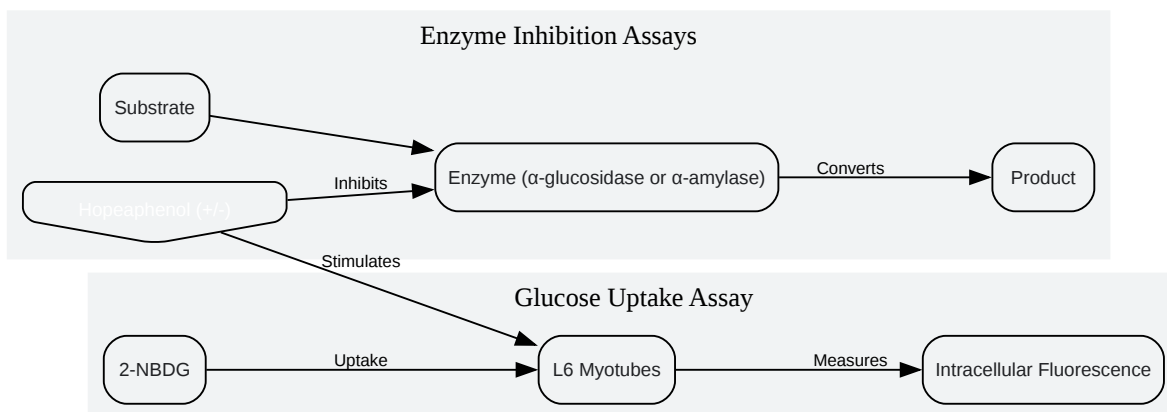 Enzyme Inhibition Assays
Substrate
Enzyme (α-glucosidase or α-amylase)
Converts
Product
Inhibits
Hopeaphenol (+/-)
Stimulates
Glucose Uptake Assay
2-NBDG
Uptake
L6 Myotubes
Measures
Intracellular Fluorescence